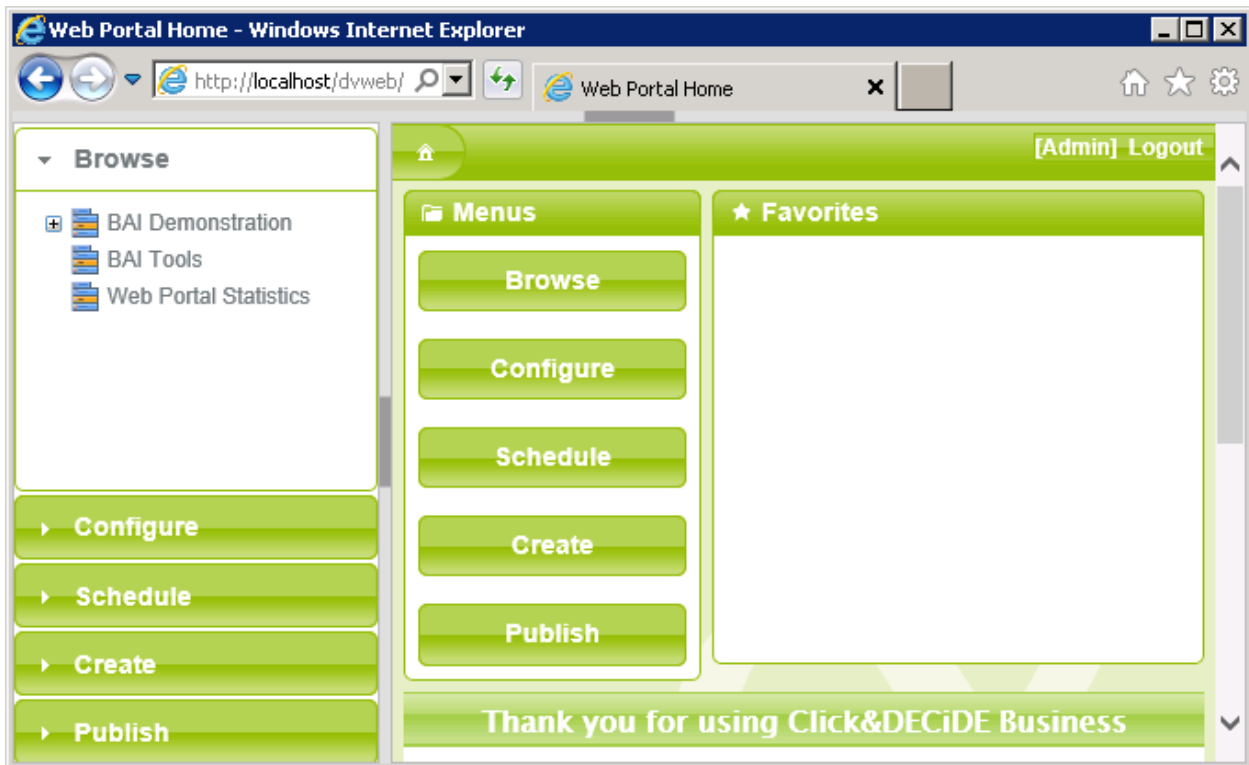 Web Portal Home - Windows Internet Explorer
http://localhost/dvweb/
Web Portal Home
Browse
BAI Demonstration
BAI Tools
Web Portal Statistics
Configure
Schedule
Create
Publish
[Admin] Logout
Menus
Browse
Configure
Schedule
Create
Publish
Favorites
Thank you for using Click&DECiDE Business